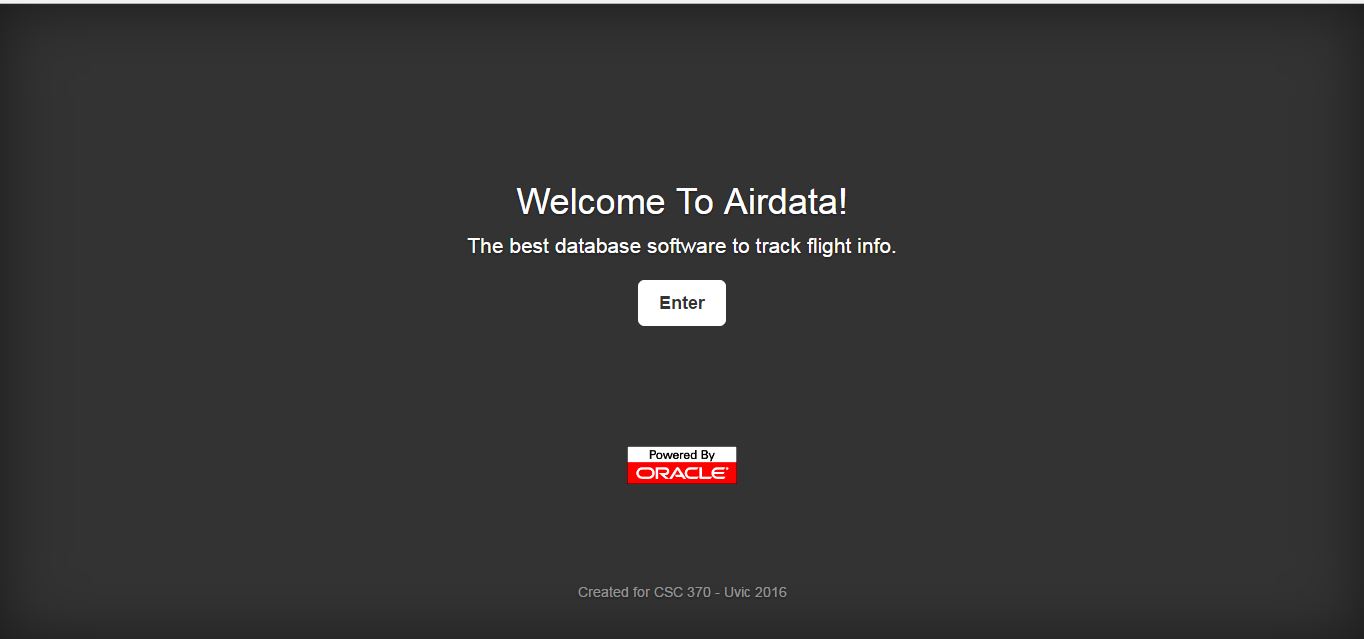 Welcome To Airdata!
The best database software to track flight info.
Enter
Powered By
ORACLE
Created for CSC 370 - Uvic 2016